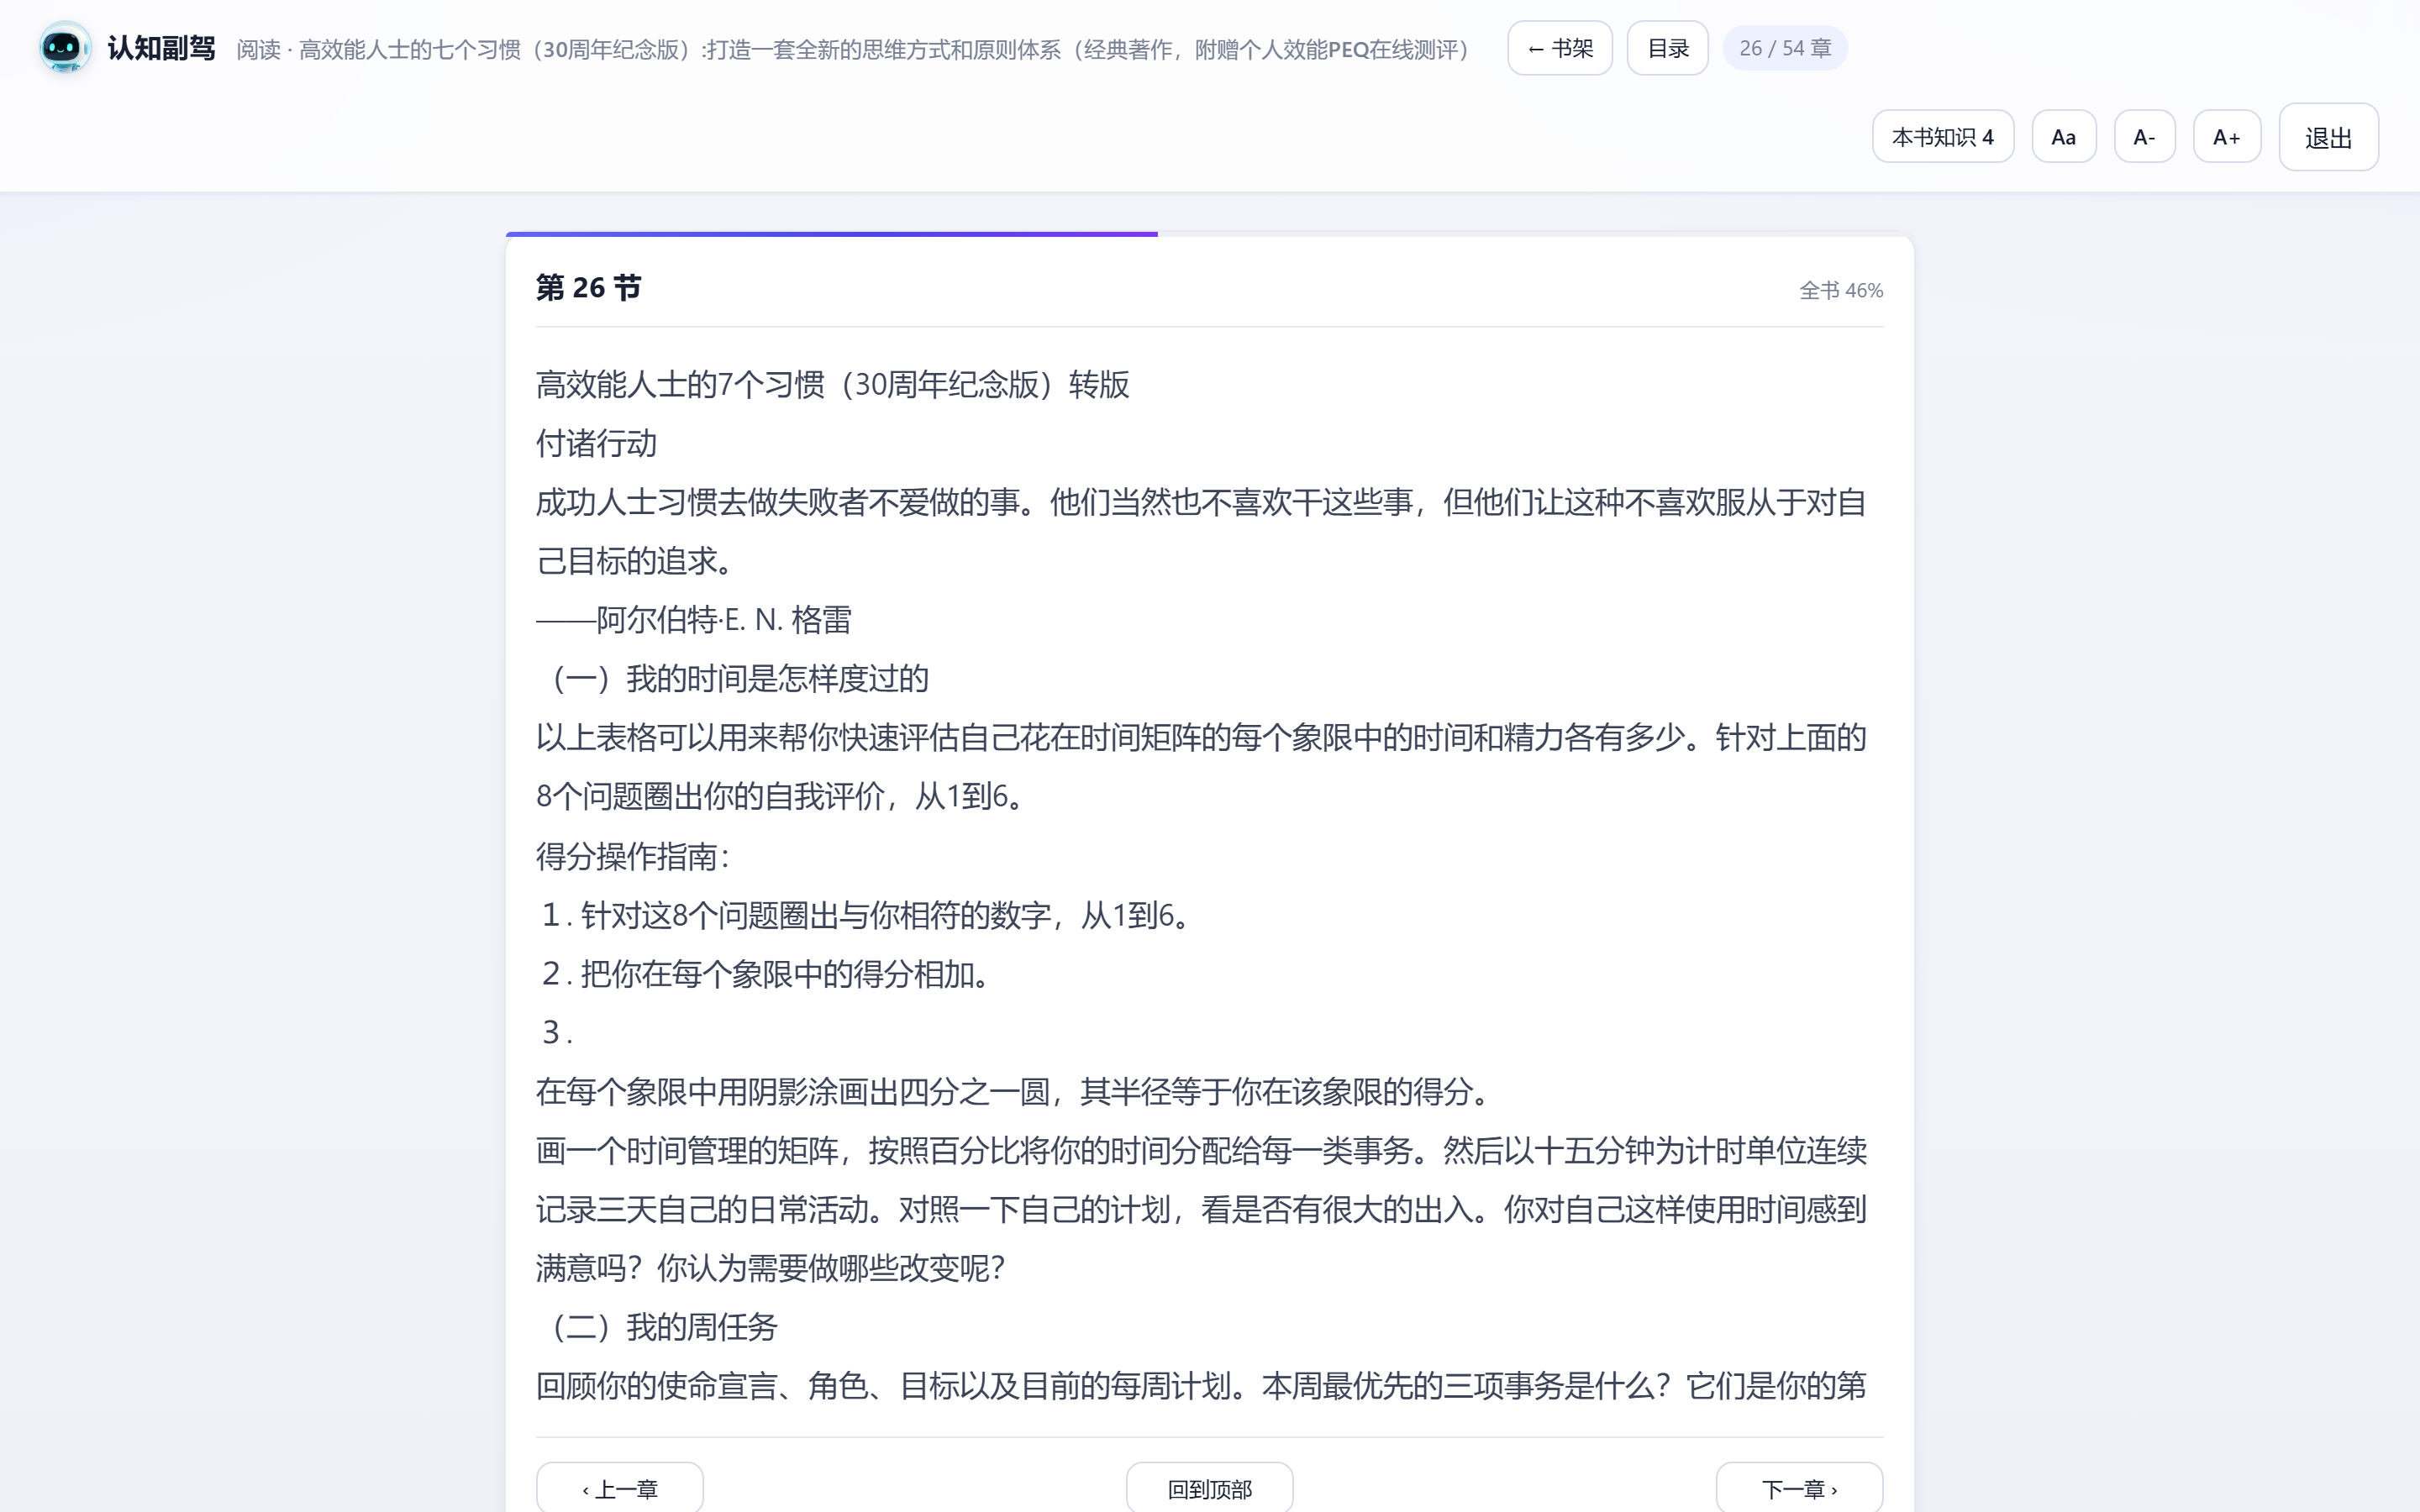 认知副驾
阅读 · 高效能人士的七个习惯（30周年纪念版）:打造一套全新的思维方式和原则体系（经典著作，附赠个人效能PEQ在线测评）
← 书架
目录
26 / 54 章
本书知识 4
Aa
A-
A+
退出
第 26 节
全书 46%
高效能人士的7个习惯（30周年纪念版）转版
付诸行动
成功人士习惯去做失败者不爱做的事。他们当然也不喜欢干这些事，但他们让这种不喜欢服从于对自
己目标的追求。
——阿尔伯特·E. N. 格雷
（一）我的时间是怎样度过的
以上表格可以用来帮你快速评估自己花在时间矩阵的每个象限中的时间和精力各有多少。针对上面的
8个问题圈出你的自我评价，从1到6。
得分操作指南：
１. 针对这8个问题圈出与你相符的数字，从1到6。
２. 把你在每个象限中的得分相加。
３.
在每个象限中用阴影涂画出四分之一圆，其半径等于你在该象限的得分。
画一个时间管理的矩阵，按照百分比将你的时间分配给每一类事务。然后以十五分钟为计时单位连续
记录三天自己的日常活动。对照一下自己的计划，看是否有很大的出入。你对自己这样使用时间感到
满意吗？你认为需要做哪些改变呢？
（二）我的周任务
回顾你的使命宣言、角色、目标以及目前的每周计划。本周最优先的三项事务是什么？它们是你的第
‹ 上一章
回到顶部
下一章 ›